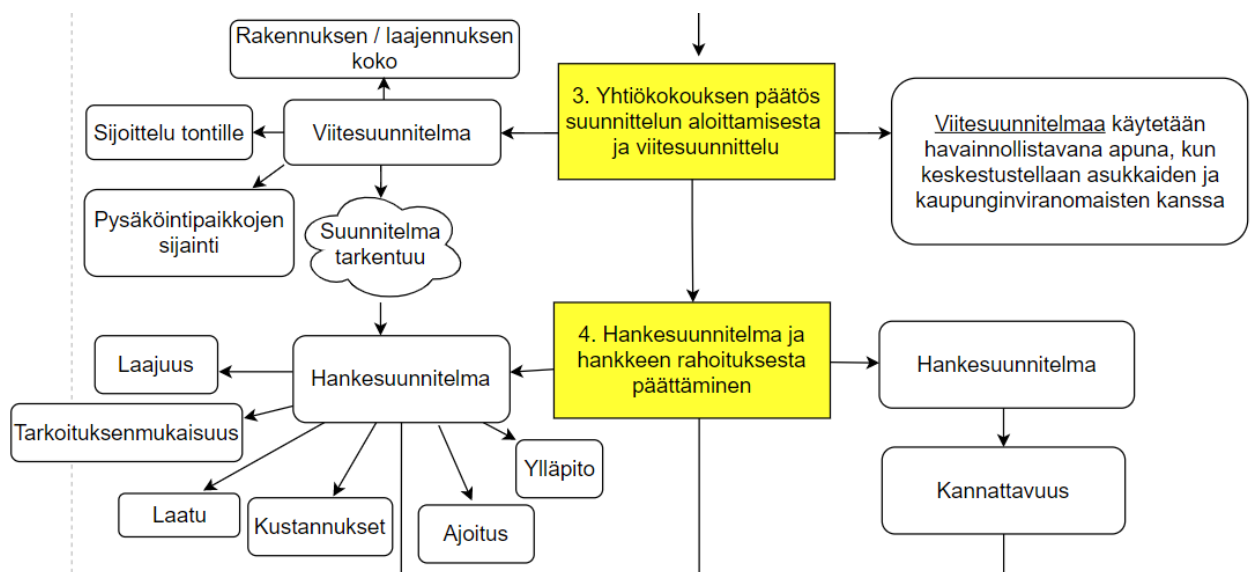 Rakennuksen / laajennuksen
koko
3. Yhtiökokouksen päätös
suunnittelun aloittamisesta
ja viitesuunnittelu
Viitesuunnitelma
Sijoittelu tontille
Viitesuunnitelmaa käytetään
havainnollistavana apuna, kun
keskestustellaan asukkaiden ja
kaupunginviranomaisten kanssa
Pysäköintipaikkojen
sijainti
Suunnitelma
tarkentuu
4. Hankesuunnitelma ja
hankkeen rahoituksesta
päättäminen
Hankesuunnitelma
Hankesuunnitelma
Laajuus
Tarkoituksenmukaisuus
Laatu
Kustannukset
Ajoitus
Ylläpito
Kannattavuus